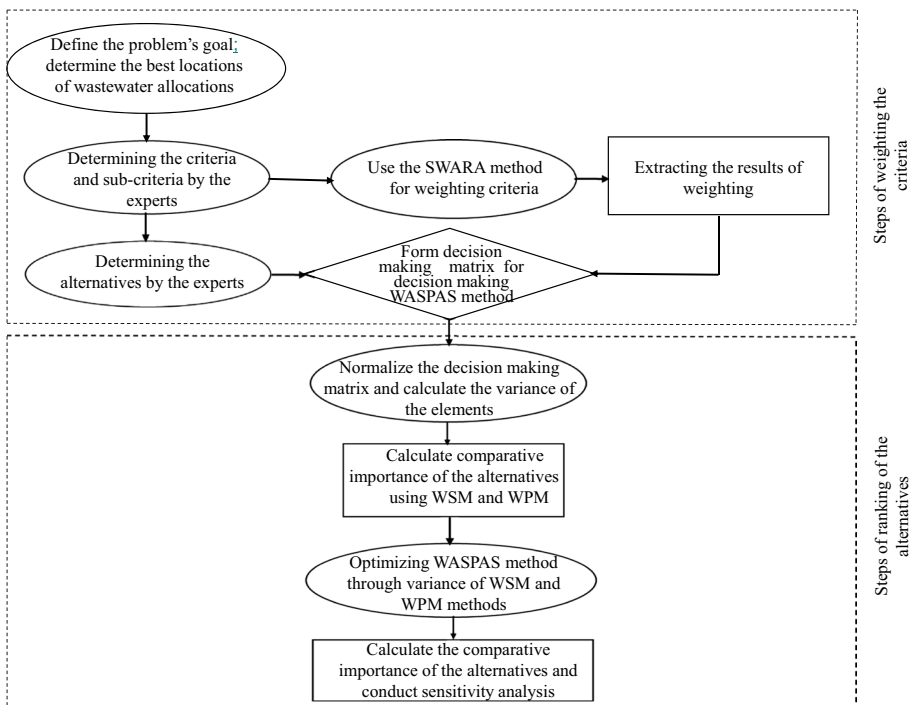 Define the problem's goal;
determine the best locations
of wastewater allocations
Determining the criteria
and sub-criteria by the
experts
Use the SWARA method
for weighting criteria
Extracting the results of
weighting
Determining the
alternatives by the experts
Form decision
making matrix for
decision making
WASPAS method
Steps of weighting the
criteria
Normalize the decision making
matrix and calculate the variance of
the elements
Calculate comparative
importance of the alternatives
using WSM and WPM
Optimizing WASPAS method
through variance of WSM and
WPM methods
Calculate the comparative
importance of the alternatives and
conduct sensitivity analysis
Steps of ranking of the
alternatives